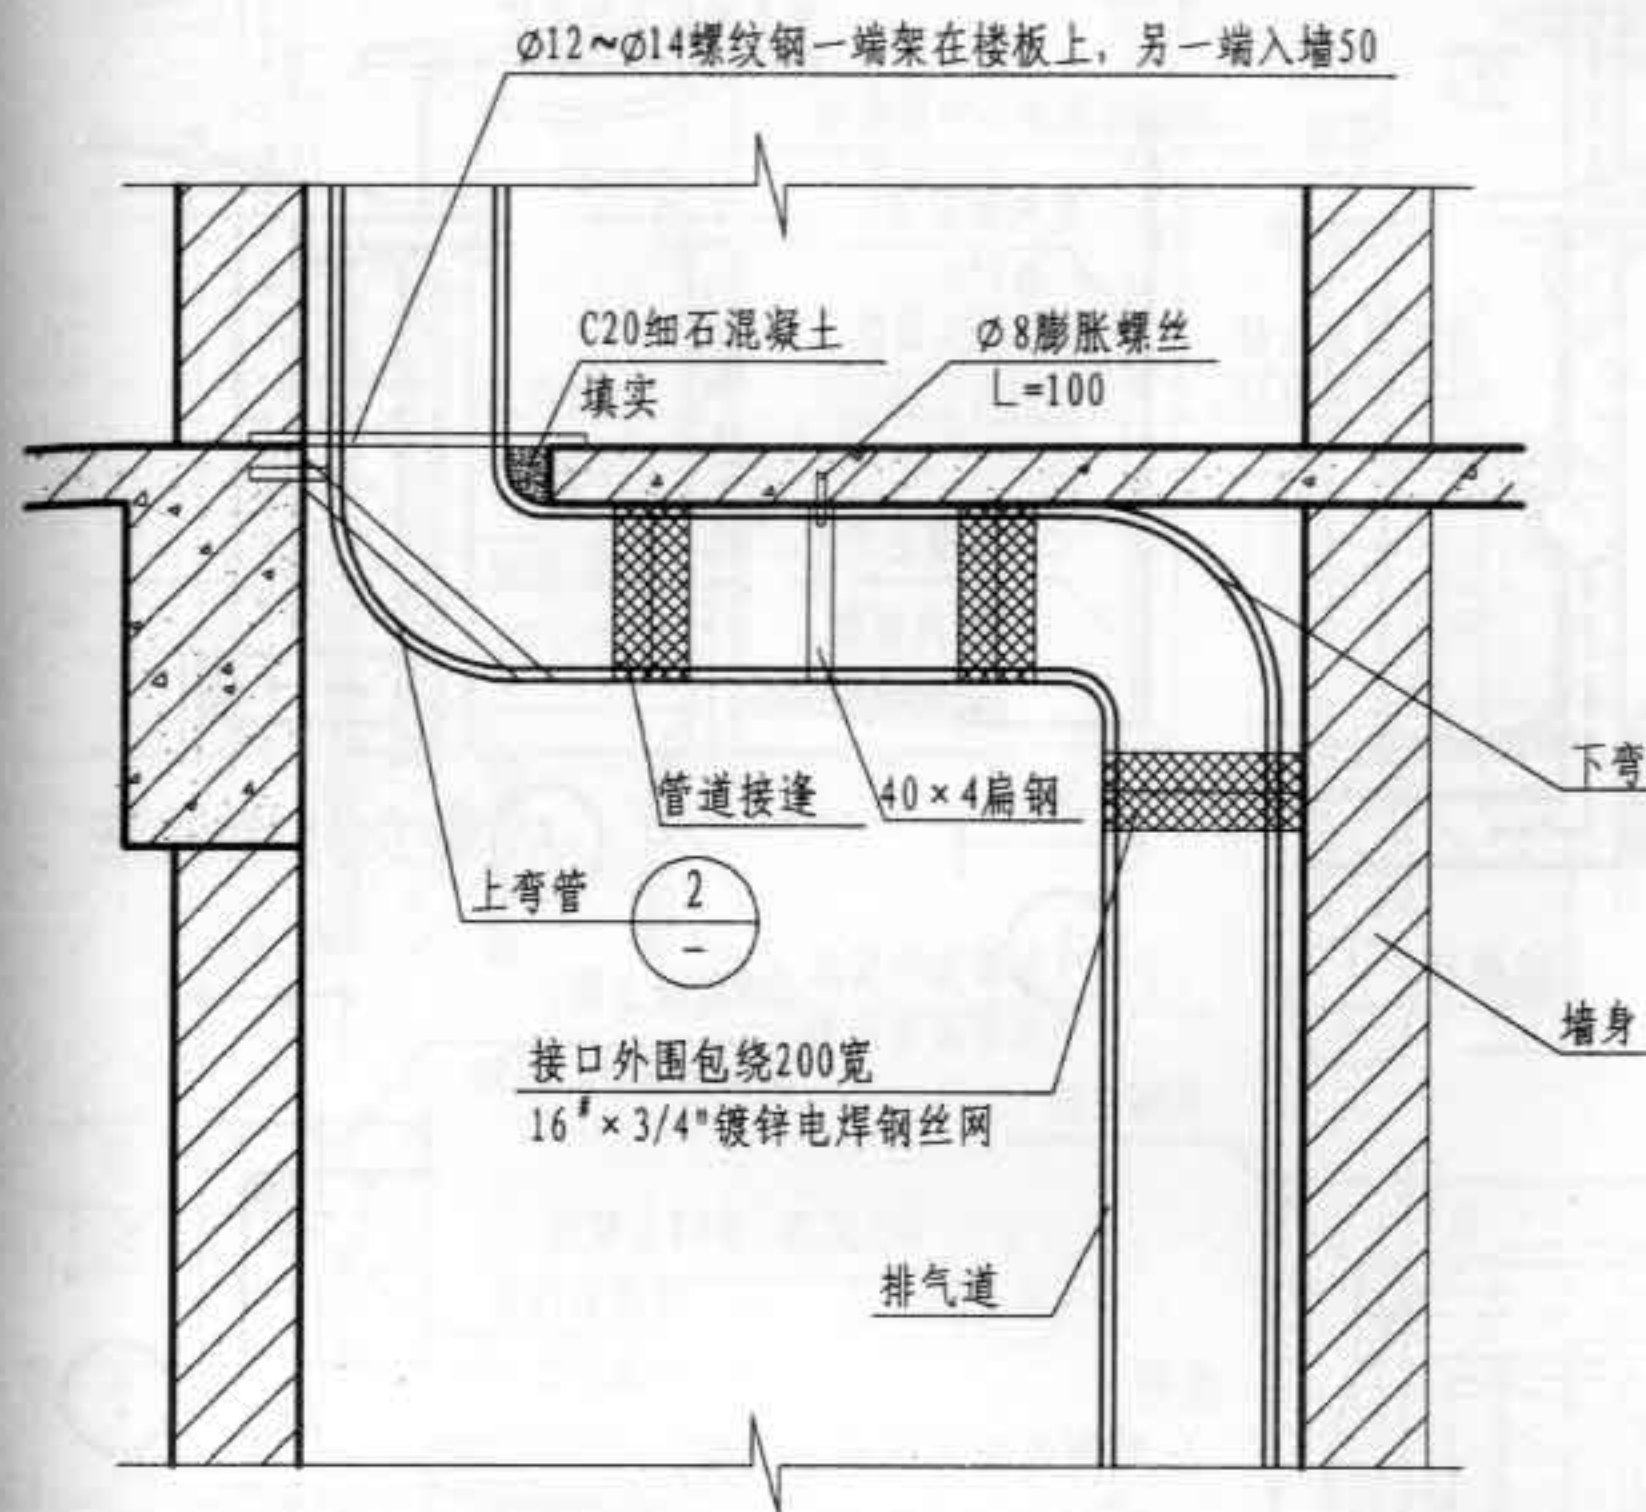 ø12~ø14螺纹钢一端架在楼板上，另一端入墙50
C20细石混凝土
填实
ø8膨胀螺丝
L=100
下弯
管道接逢
40×4扁钢
上弯管
2
-
墙身
接口外围包绕200宽
16#×3/4"镀锌电焊钢丝网
排气道